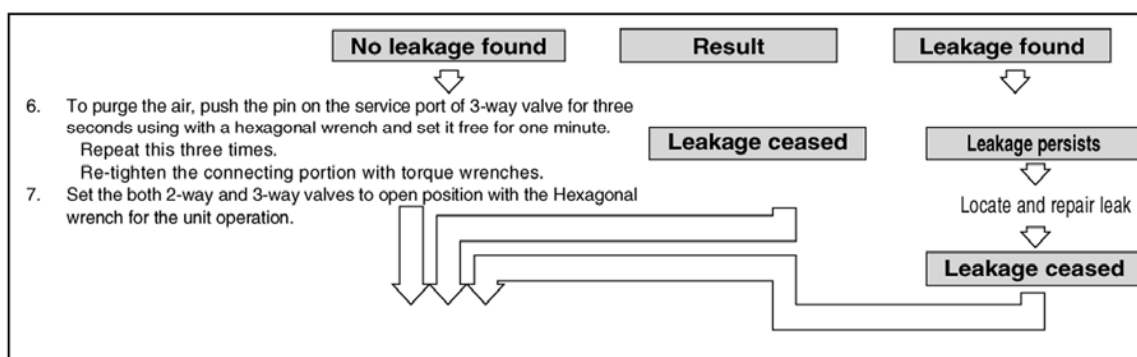 No leakage found
Result
Leakage found
6. To purge the air, push the pin on the service port of 3-way valve for three
seconds using with a hexagonal wrench and set it free for one minute.
Repeat this three times.
Re-tighten the connecting portion with torque wrenches.
7. Set the both 2-way and 3-way valves to open position with the Hexagonal
wrench for the unit operation.
Leakage ceased
Leakage persists
Locate and repair leak
Leakage ceased